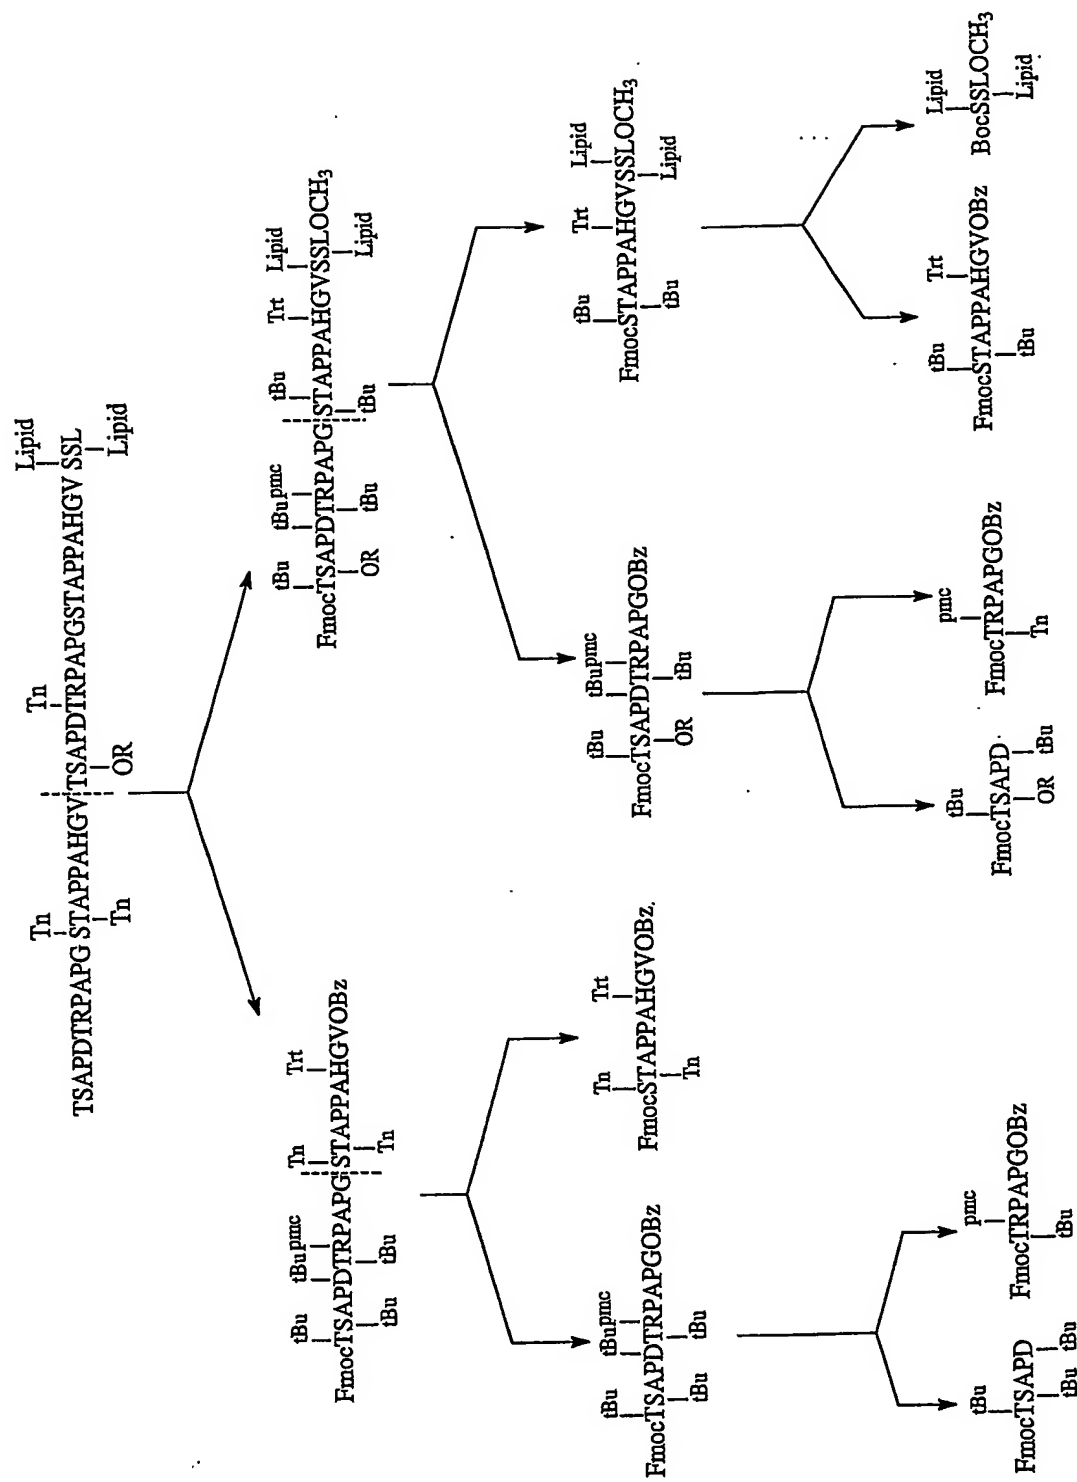 Lipid
Tn
Tn
TSAPDTRPAPG STAPPAHGV TSAPDTRPAPGSTAPPAHGV SSL
Tn
OR
Lipid
tBu
tBu pmc
Tn
Trt
FmocTSAPDTRPAPGSTAPPAHGVOBz
tBu
tBu
Tn
tBu
tBu pmc
tBu
Trt
Lipid
FmocTSAPDTRPAPGSTAPPAHGVSSLOCH3
OR
tBu
tBu
Lipid
tBu
tBu pmc
FmocTSAPDTRPAPGOBz
tBu
tBu
Tn
Trt
FmocSTAPPAHGVOBz
Tn
tBu
tBu pmc
FmocTSAPDTRPAPGOBz
OR
tBu
tBu
Trt
Lipid
FmocSTAPPAHGVSSLOCH3
tBu
Lipid
tBu
FmocTSAPD
tBu
tBu
pmc
FmocTRPAPGOBz
tBu
tBu
FmocTSAPD
OR
tBu
pmc
FmocTRPAPGOBz
Tn
tBu
Trt
FmocSTAPPAHGVOBz
tBu
Lipid
BocSSLOCH3
Lipid